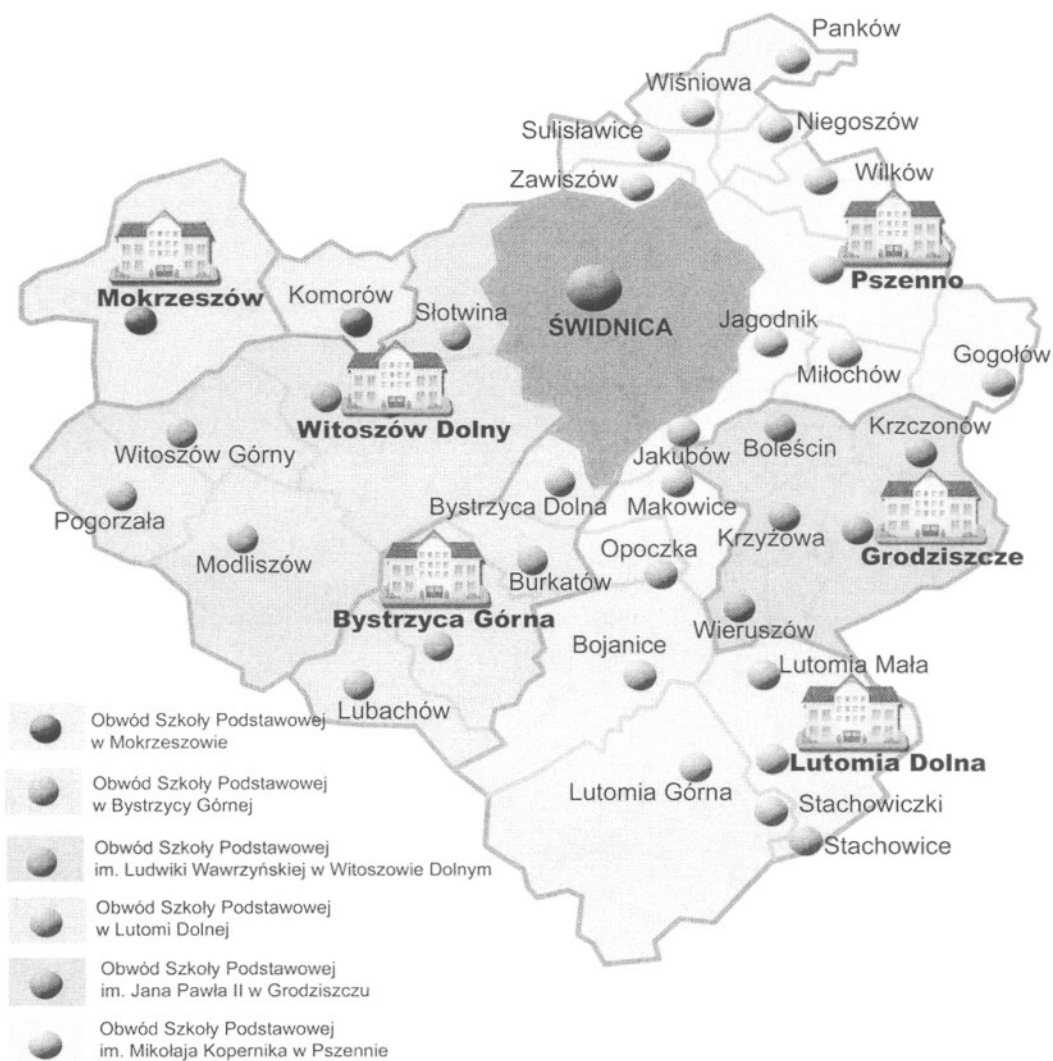 Panków
Wiśniowa
Niegoszów
Sulisławice
Zawiszów
Wilków
Pszenno
Mokrzeszów
Komorów
Słotwina
ŚWIDNICA
Jagodnik
Miłochów
Gogołów
Witoszów Dolny
Witoszów Górny
Jakubów
Boleścin
Krzczonów
Pogorzała
Bystrzyca Dolna
Makowice
Modliszów
Opoczka
Krzyżowa
Grodziszcze
Burkatów
Bystrzyca Górna
Wieruszów
Bojanice
Lutomia Mała
Lubachów
Lutomia Dolna
Lutomia Górna
Stachowiczki
Stachowice
Obwód Szkoły Podstawowej
w Mokrzeszowie
Obwód Szkoły Podstawowej
w Bystrzycy Górnej
Obwód Szkoły Podstawowej
im. Ludwiki Wawrzyńskiej w Witoszowie Dolnym
Obwód Szkoły Podstawowej
w Lutomi Dolnej
Obwód Szkoły Podstawowej
im. Jana Pawła II w Grodziszczu
Obwód Szkoły Podstawowej
im. Mikołaja Kopernika w Pszennie